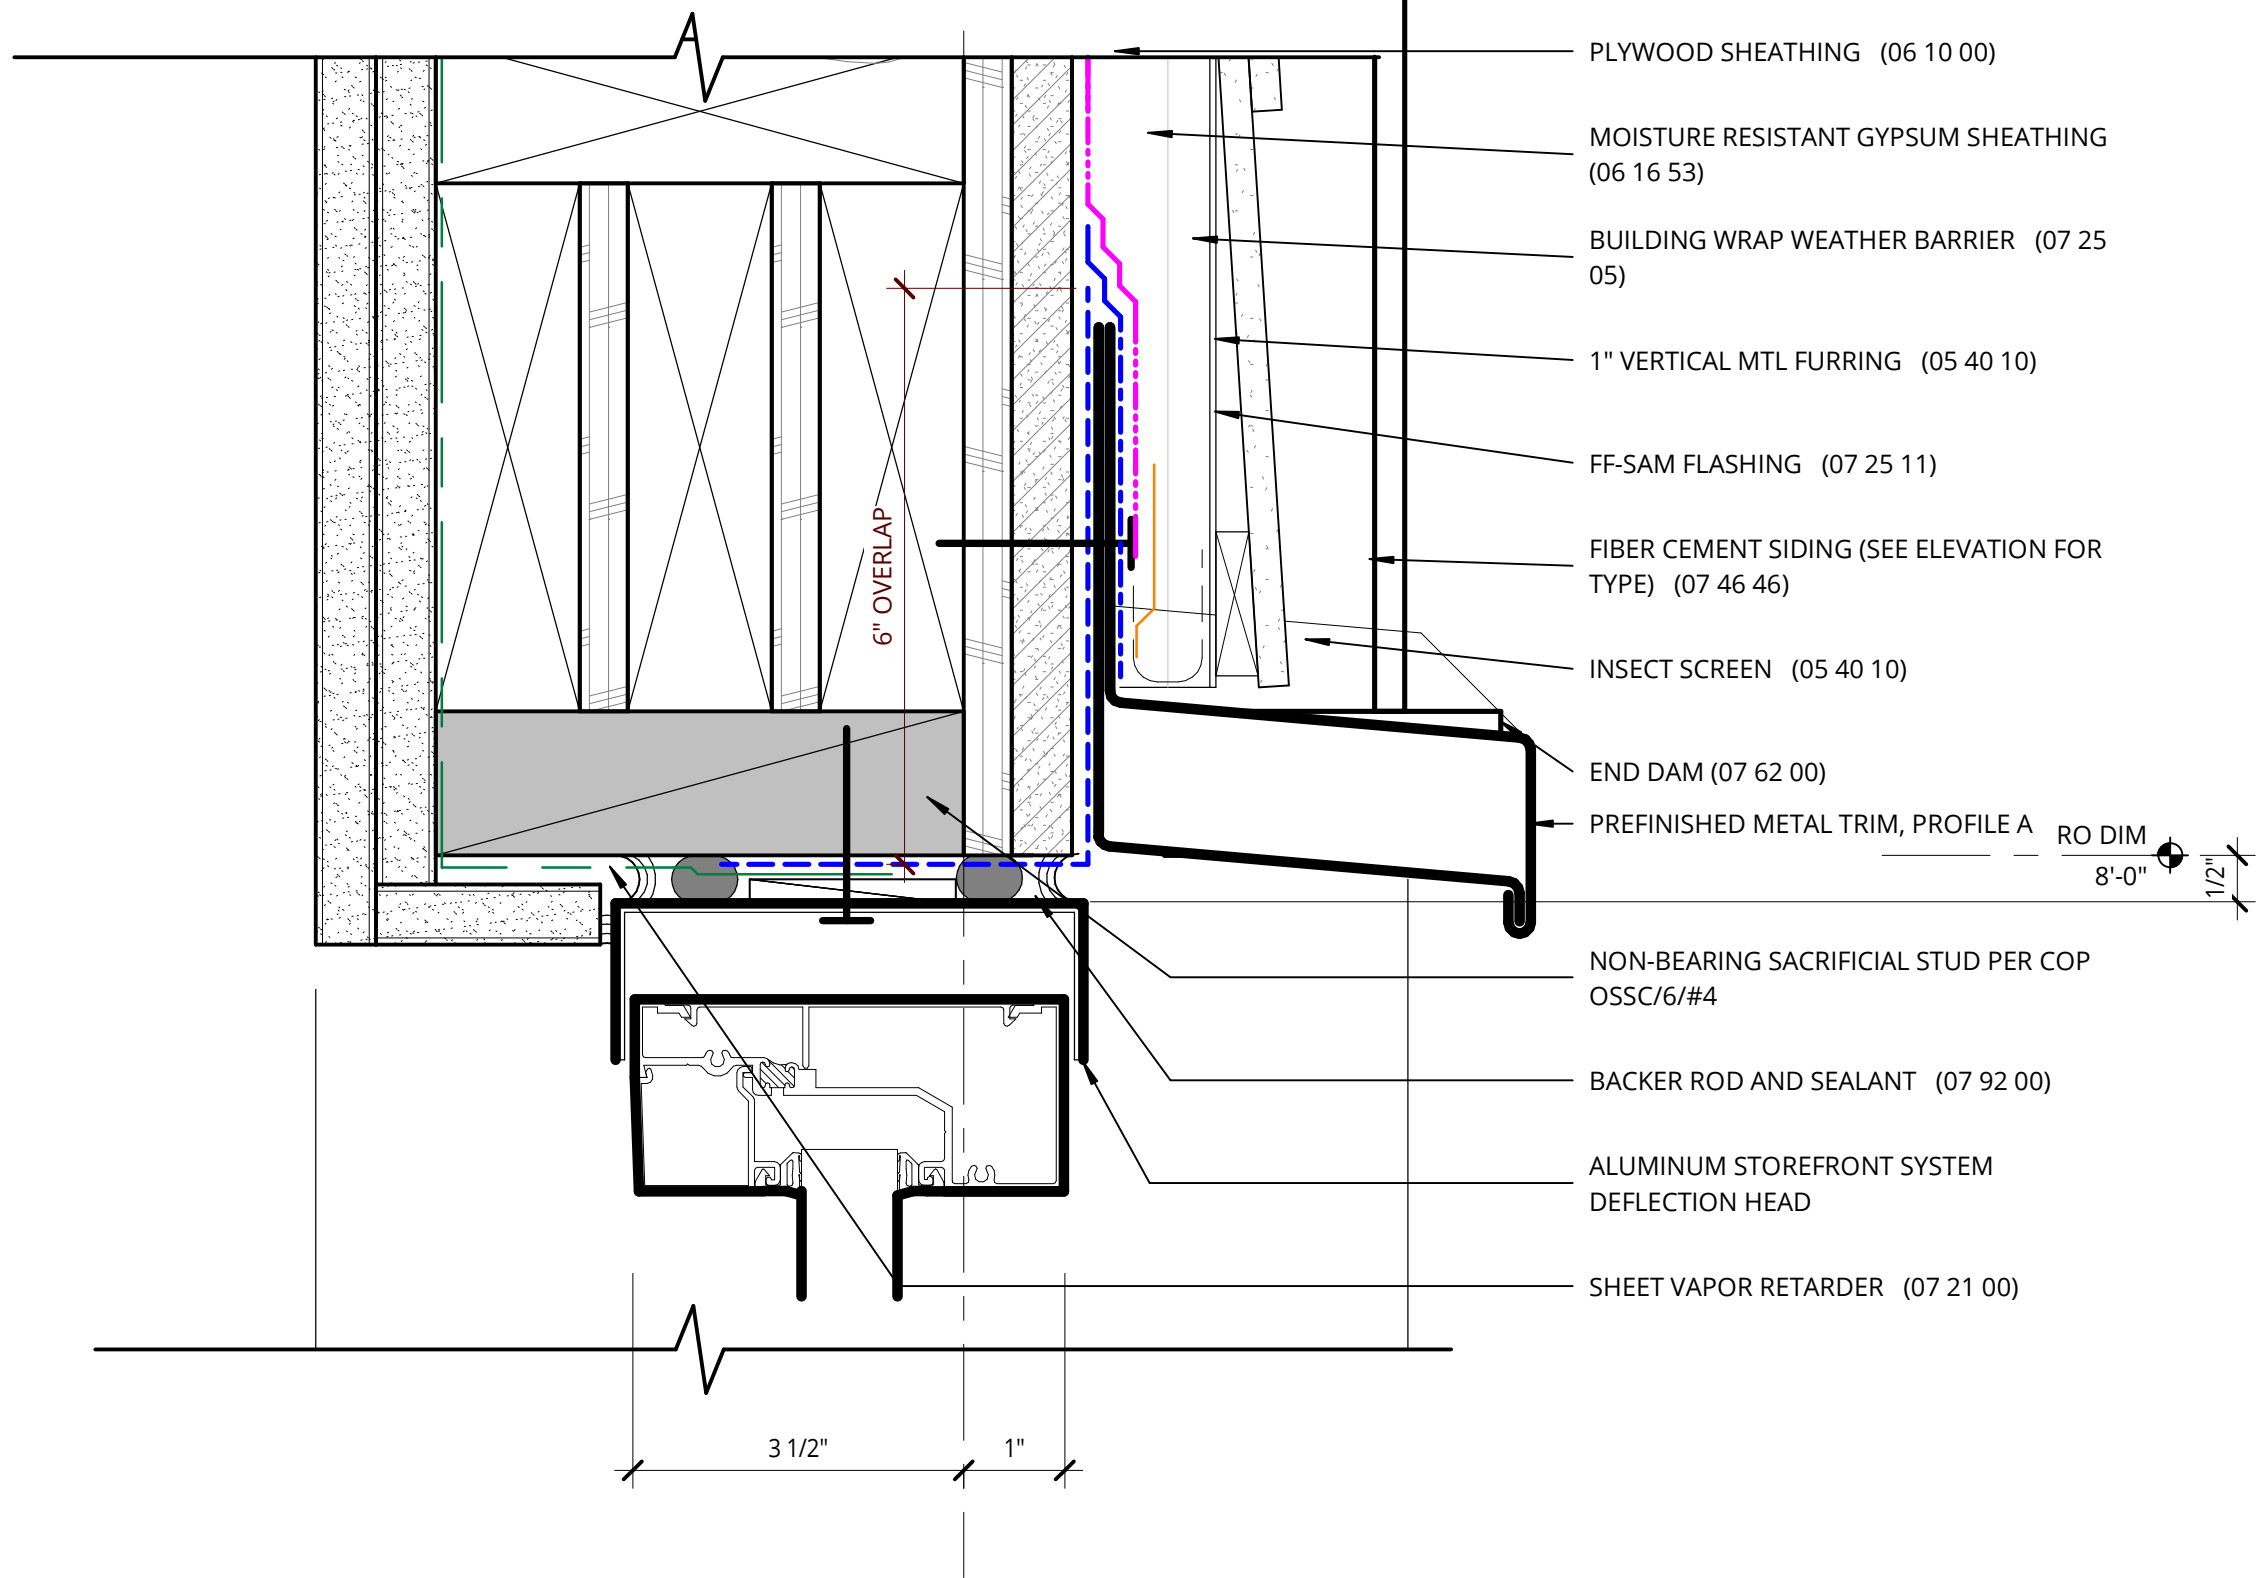 PLYWOOD SHEATHING (06 10 00)
MOISTURE RESISTANT GYPSUM SHEATHING
(06 16 53)
BUILDING WRAP WEATHER BARRIER (07 25
05)
1" VERTICAL MTL FURRING (05 40 10)
FF-SAM FLASHING (07 25 11)
6" OVERLAP
FIBER CEMENT SIDING (SEE ELEVATION FOR
TYPE) (07 46 46)
INSECT SCREEN (05 40 10)
END DAM (07 62 00)
PREFINISHED METAL TRIM, PROFILE A
RO DIM
8'-0"
1/2"
NON-BEARING SACRIFICIAL STUD PER COP
OSSC/6/#4
BACKER ROD AND SEALANT (07 92 00)
ALUMINUM STOREFRONT SYSTEM
DEFLECTION HEAD
SHEET VAPOR RETARDER (07 21 00)
3 1/2"
1"